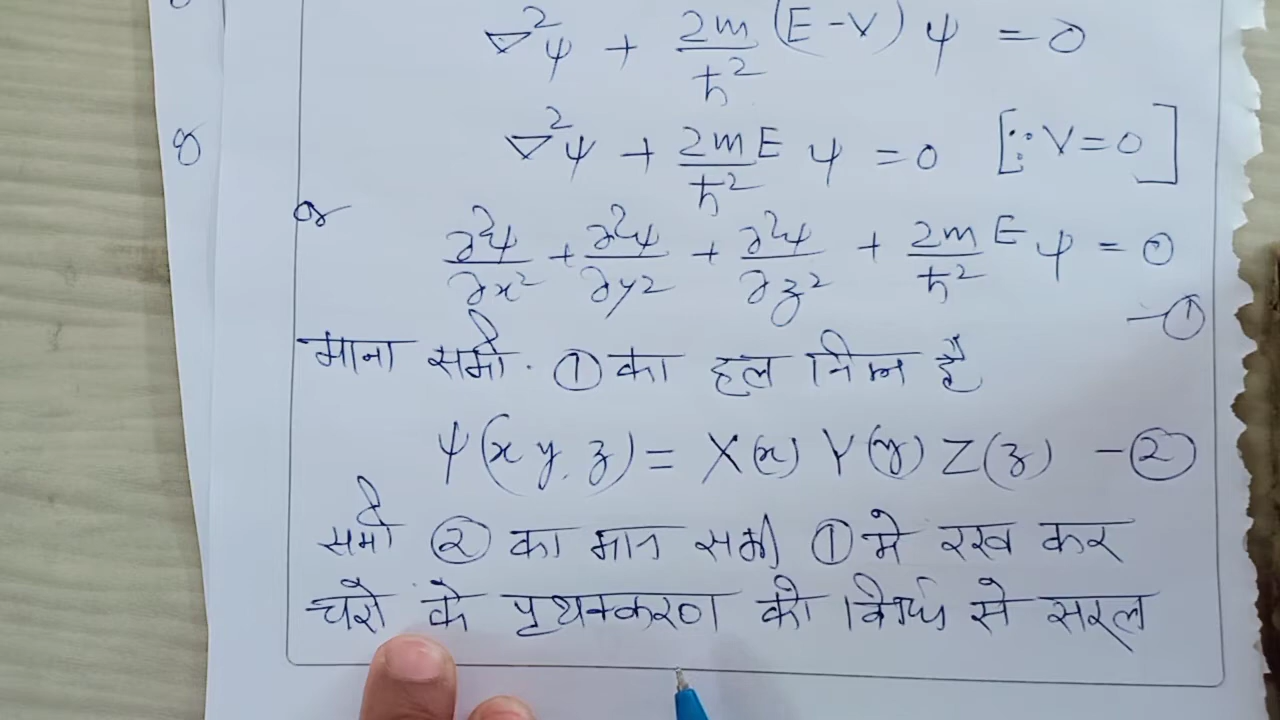 ∇²ψ + 2m/ħ² (E-V) ψ = 0
∇²ψ + 2mE/ħ² ψ = 0 [∵ V=0]
or
∂²ψ/∂x² + ∂²ψ/∂y² + ∂²ψ/∂z² + 2m/ħ² E ψ = 0
—①
माना समी. ① का हल निम्न है
ψ(x y, z) = X(x) Y(y) Z(z) —②
समी ② का मान समी ① मे रख कर
चरो के पृथक्करण की विधि से सरल